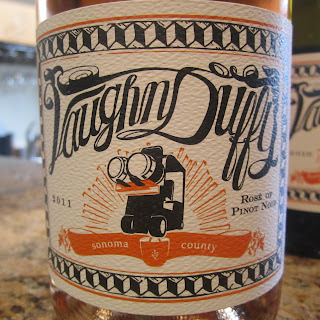 Vaughn Duffy
2011
Rosé of
Pinot Noir
sonoma county